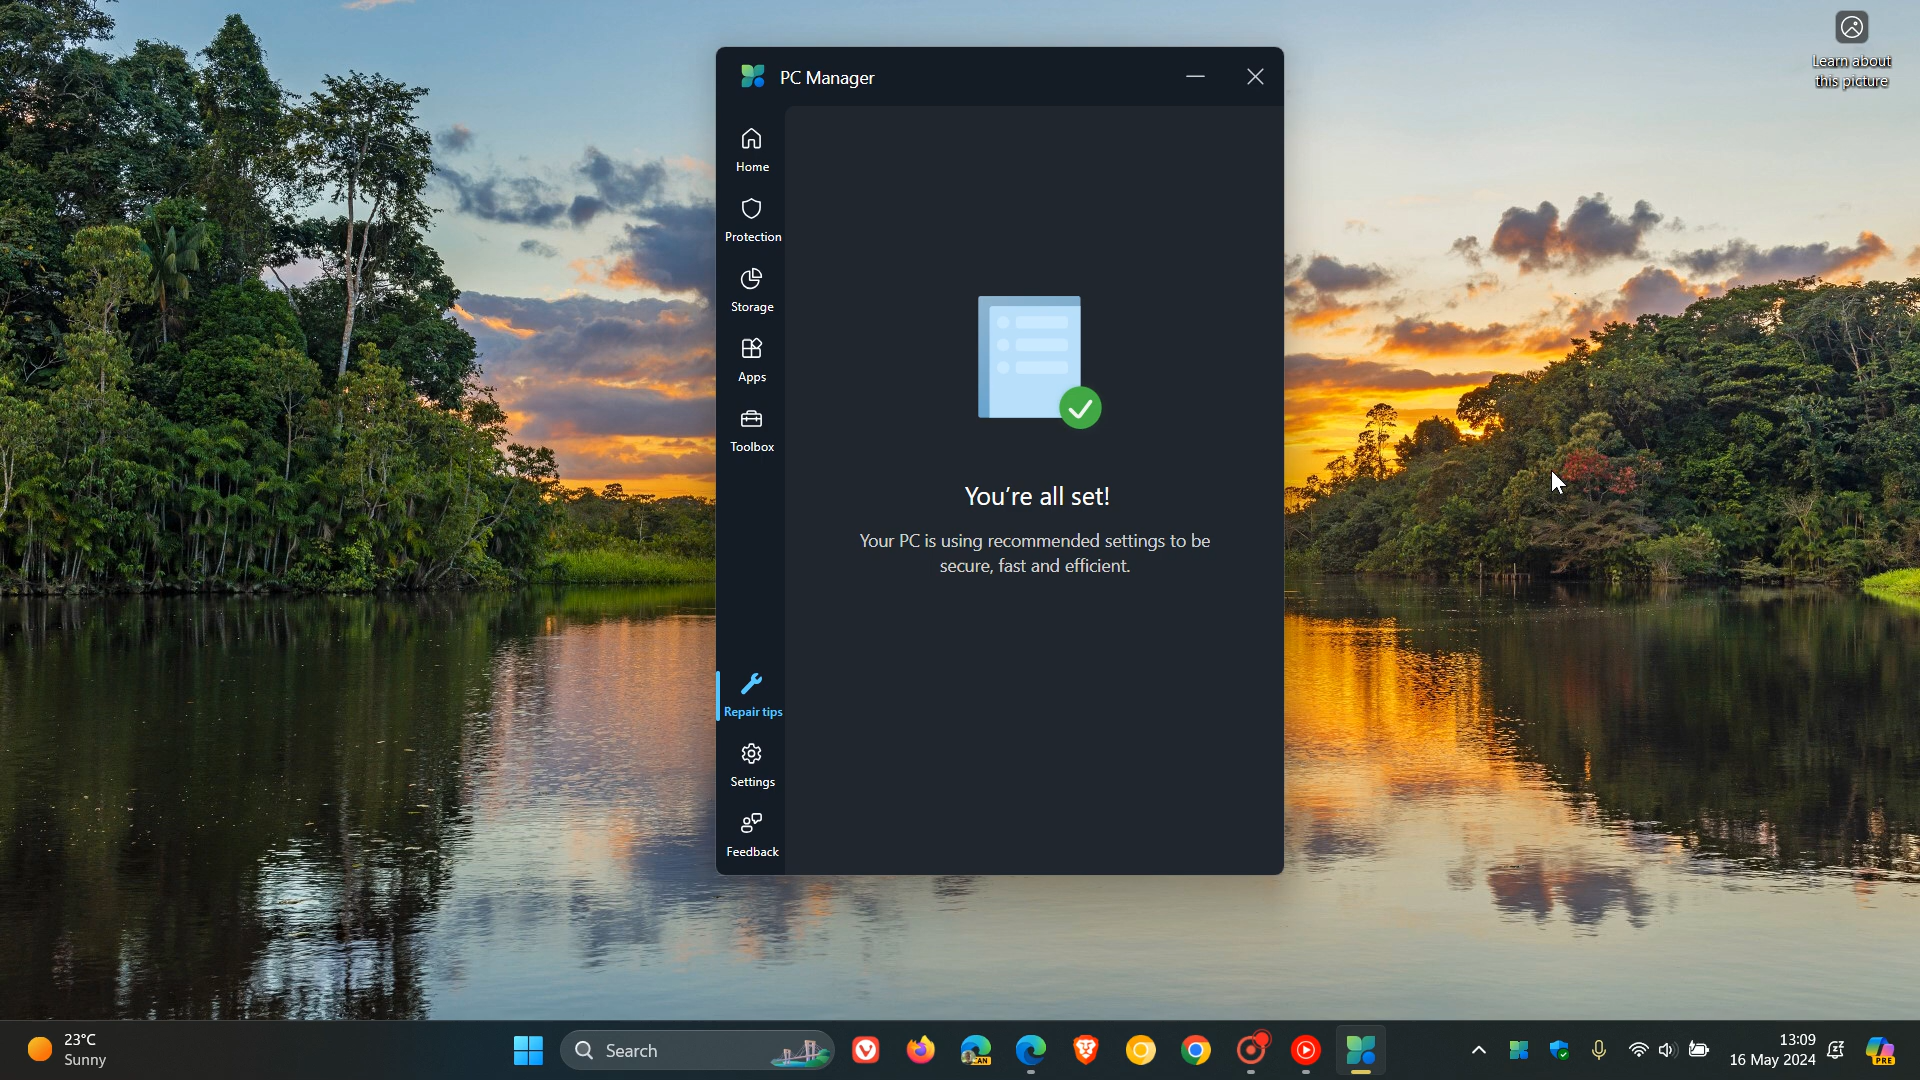 Learn about
this picture
PC Manager
Home
Protection
Storage
Apps
Toolbox
You're all set!
Your PC is using recommended settings to be
secure, fast and efficient.
Repair tips
Settings
Feedback
23°C
Sunny
Search
CAN
13:09
16 May 2024
PRE